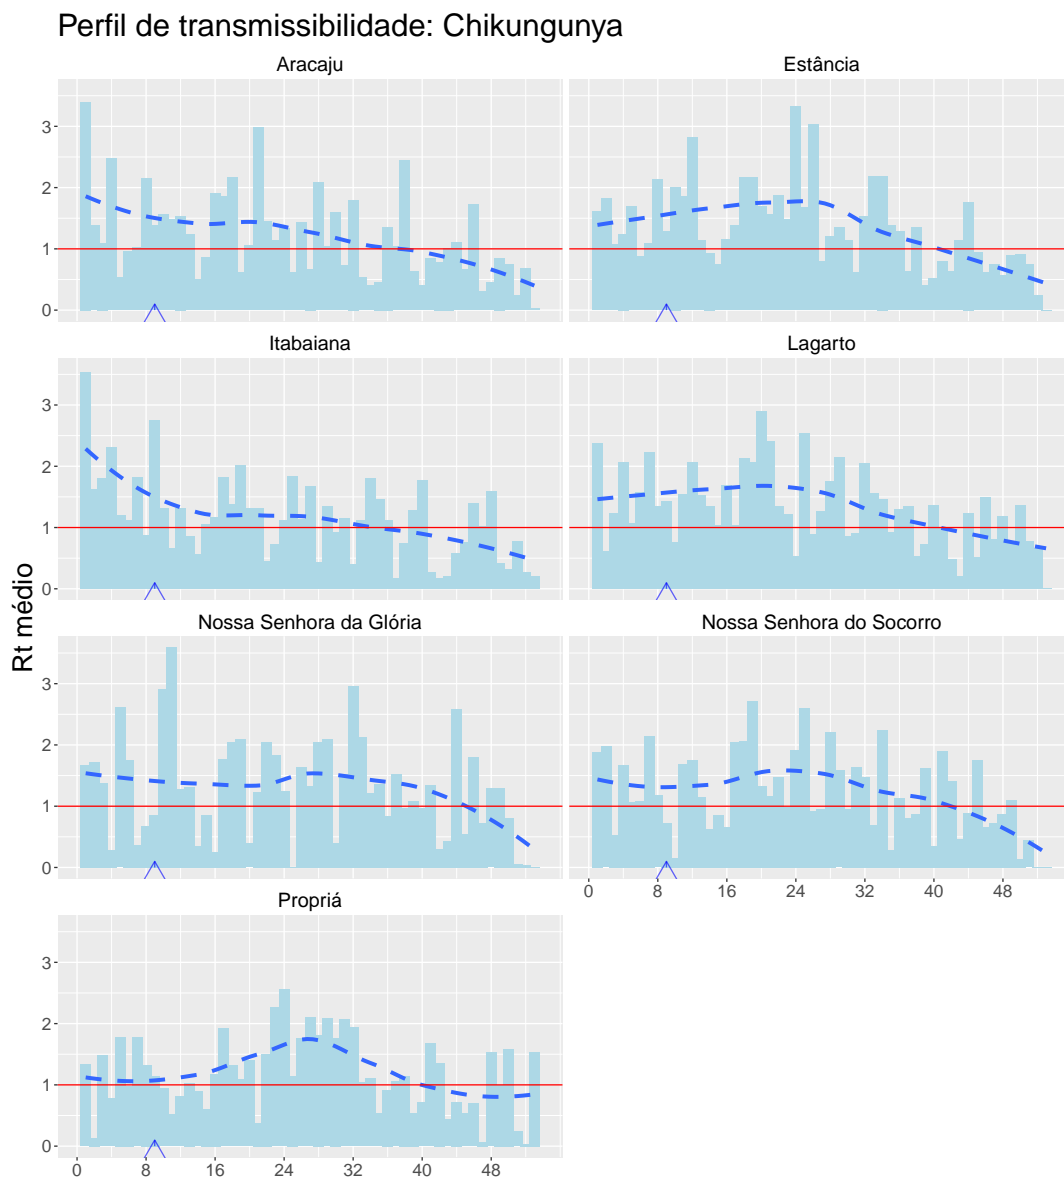 Perfil de transmissibilidade: Chikungunya
Aracaju
Estância
3
2
1
0
Itabaiana
Lagarto
3
2
1
0
Rt médio
Nossa Senhora da Glória
Nossa Senhora do Socorro
3
2
1
0
0 8 16 24 32 40 48
Propriá
3
2
1
0
0 8 16 24 32 40 48